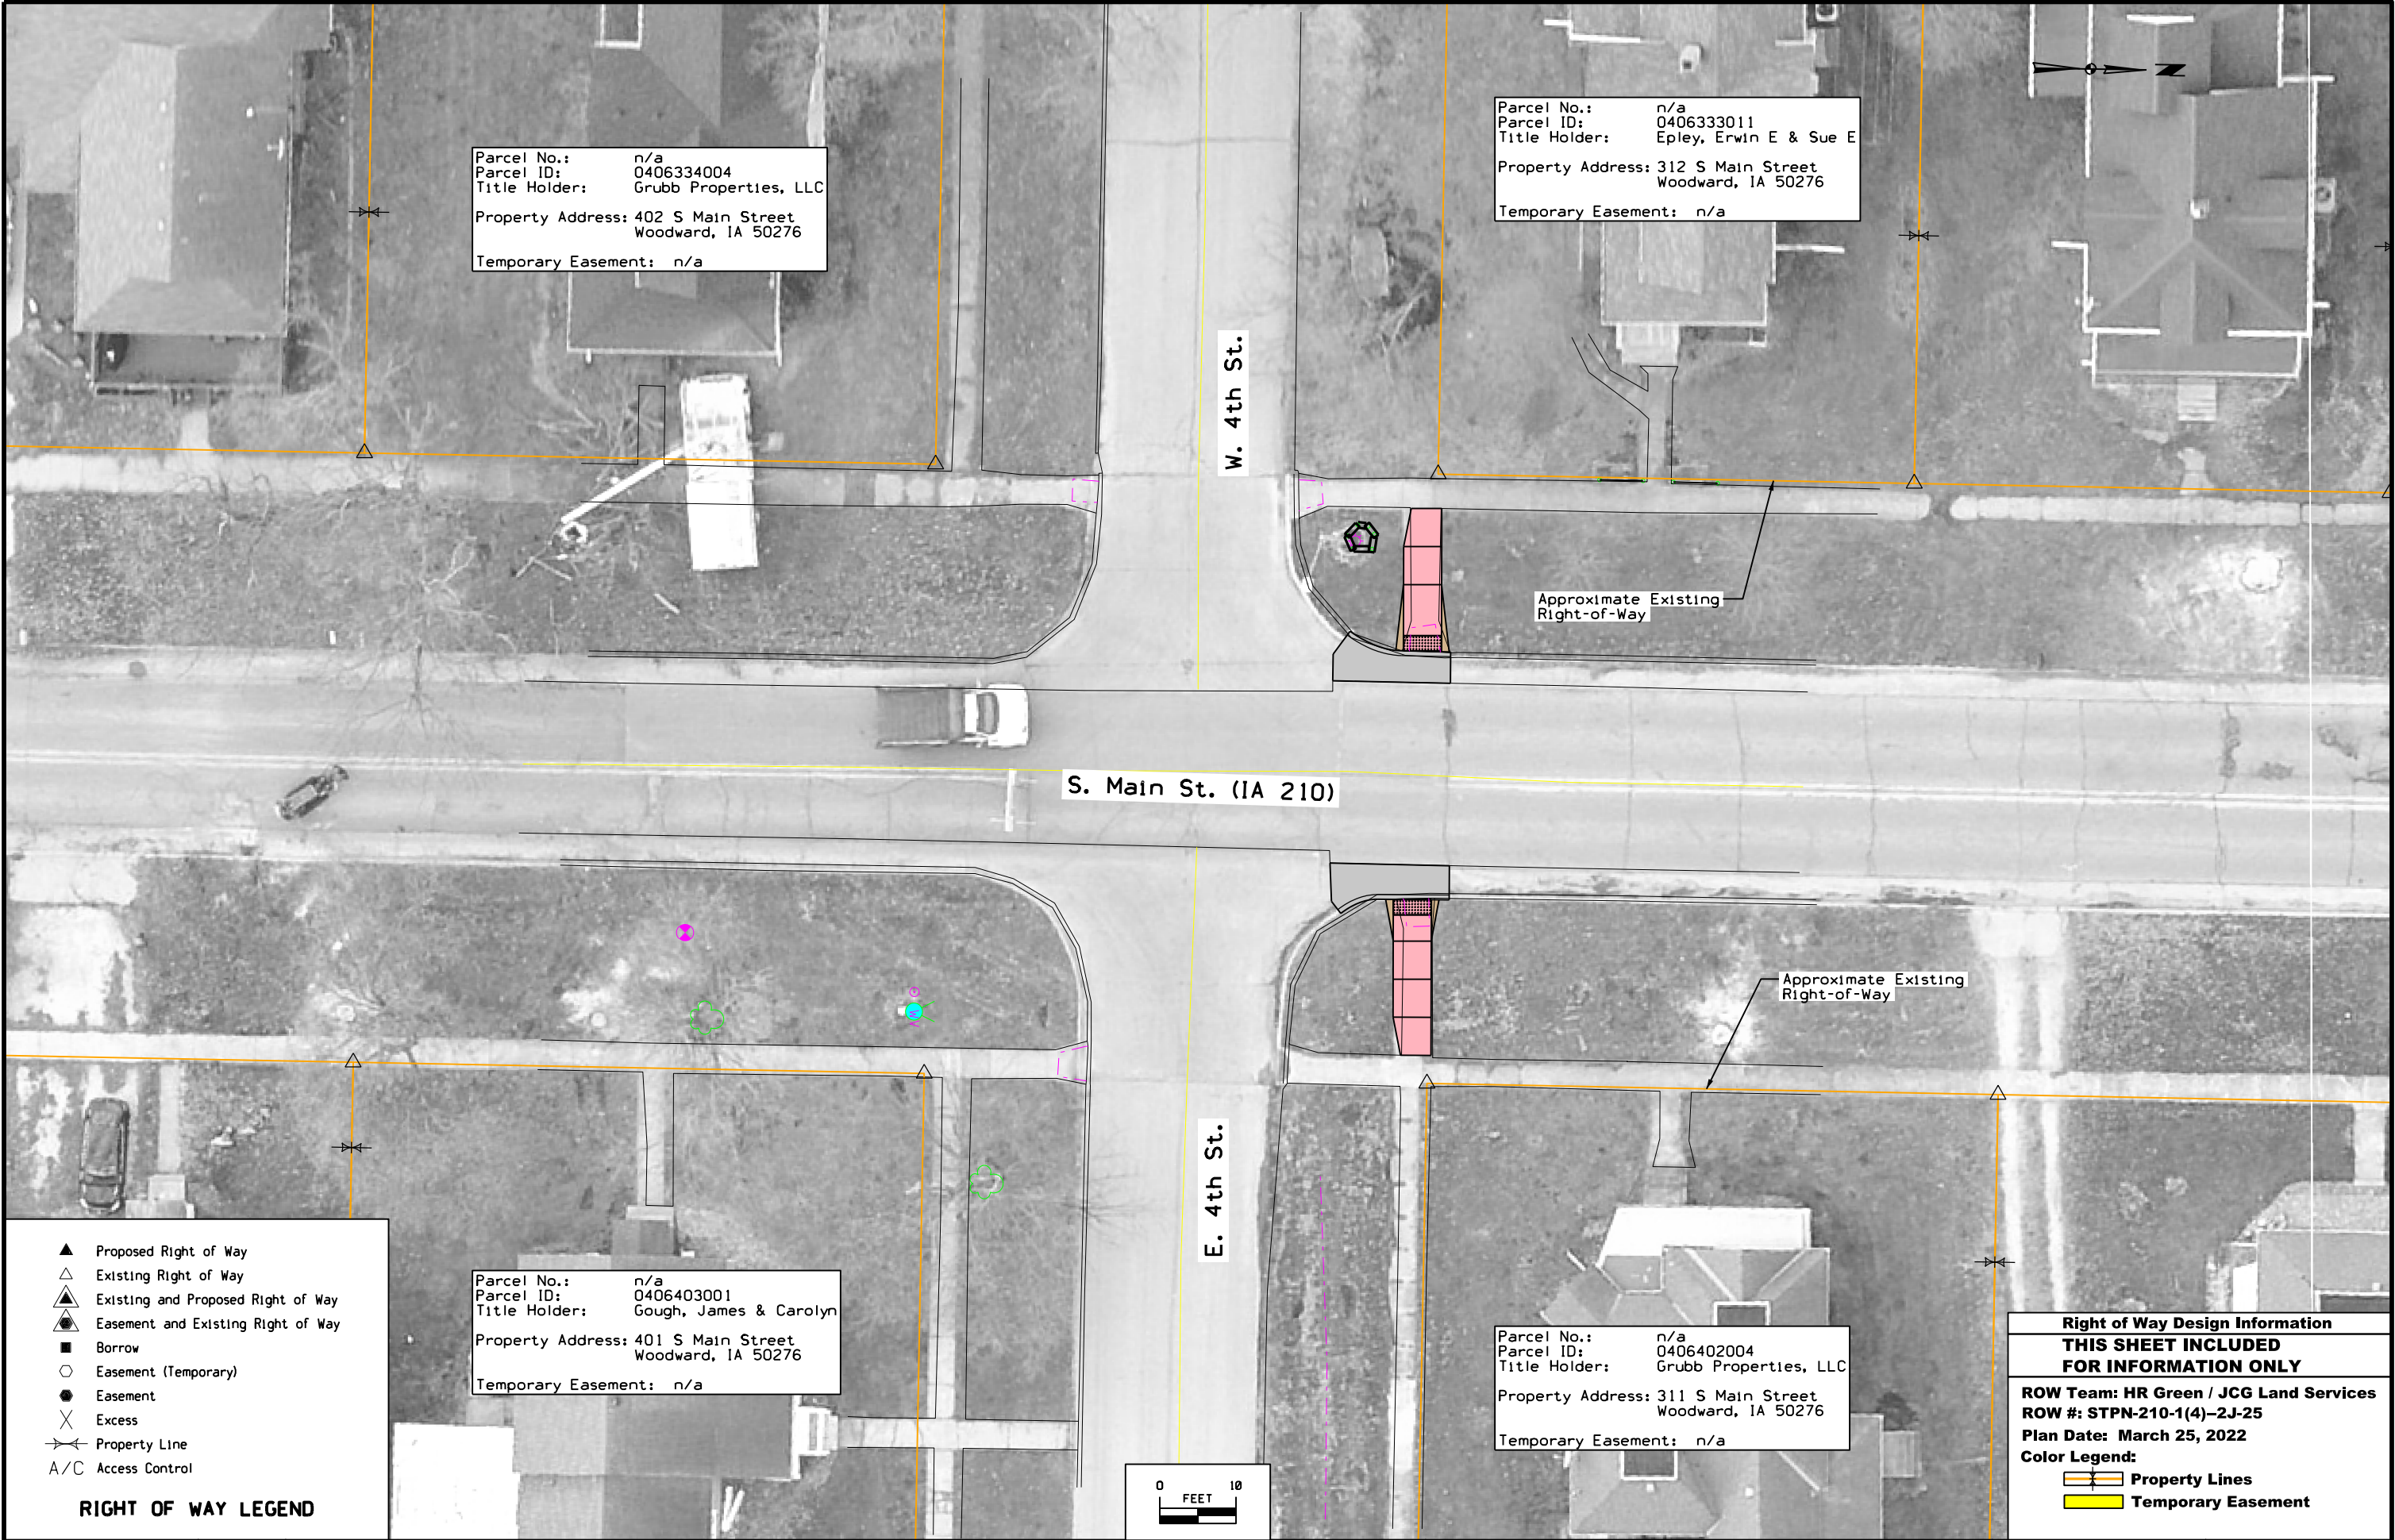 Parcel No.: n/a
Parcel ID: 0406334004
Title Holder: Grubb Properties, LLC
Property Address: 402 S Main Street
Woodward, IA 50276
Temporary Easement: n/a
Parcel No.: n/a
Parcel ID: 0406333011
Title Holder: Epley, Erwin E & Sue E
Property Address: 312 S Main Street
Woodward, IA 50276
Temporary Easement: n/a
N
W. 4th St.
Approximate Existing
Right-of-Way
S. Main St. (IA 210)
Approximate Existing
Right-of-Way
E. 4th St.
Proposed Right of Way
Existing Right of Way
Existing and Proposed Right of Way
Easement and Existing Right of Way
Borrow
Easement (Temporary)
Easement
Excess
Property Line
A/C Access Control
RIGHT OF WAY LEGEND
Parcel No.: n/a
Parcel ID: 0406403001
Title Holder: Gough, James & Carolyn
Property Address: 401 S Main Street
Woodward, IA 50276
Temporary Easement: n/a
0 10
FEET
Parcel No.: n/a
Parcel ID: 0406402004
Title Holder: Grubb Properties, LLC
Property Address: 311 S Main Street
Woodward, IA 50276
Temporary Easement: n/a
Right of Way Design Information
THIS SHEET INCLUDED
FOR INFORMATION ONLY
ROW Team: HR Green / JCG Land Services
ROW #: STPN-210-1(4)--2J-25
Plan Date: March 25, 2022
Color Legend:
Property Lines
Temporary Easement